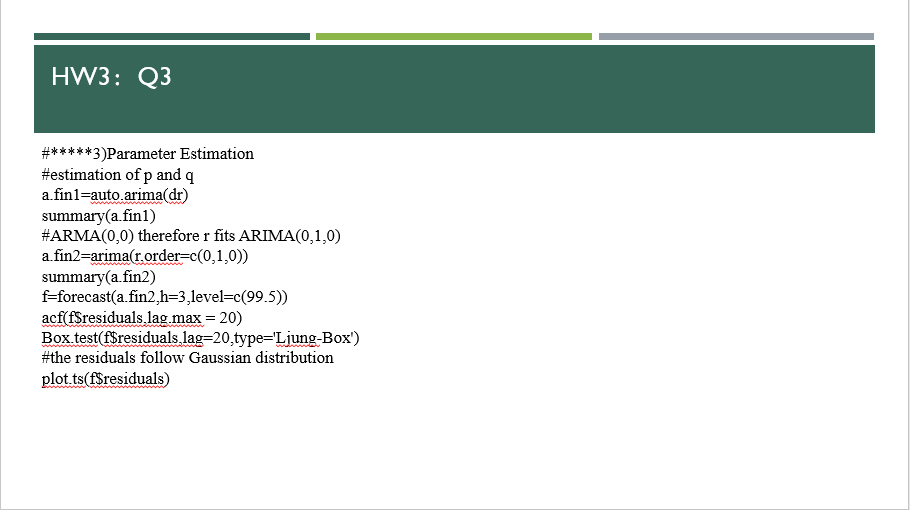 HW3：Q3
#*****3)Parameter Estimation
#estimation of p and q
a.fin1=auto.arima(dr)
summary(a.fin1)
#ARMA(0,0) therefore r fits ARIMA(0,1,0)
a.fin2=arima(r,order=c(0,1,0))
summary(a.fin2)
f=forecast(a.fin2,h=3,level=c(99.5))
acf(f$residuals,lag.max = 20)
Box.test(f$residuals,lag=20,type='Ljung-Box')
#the residuals follow Gaussian distribution
plot.ts(f$residuals)